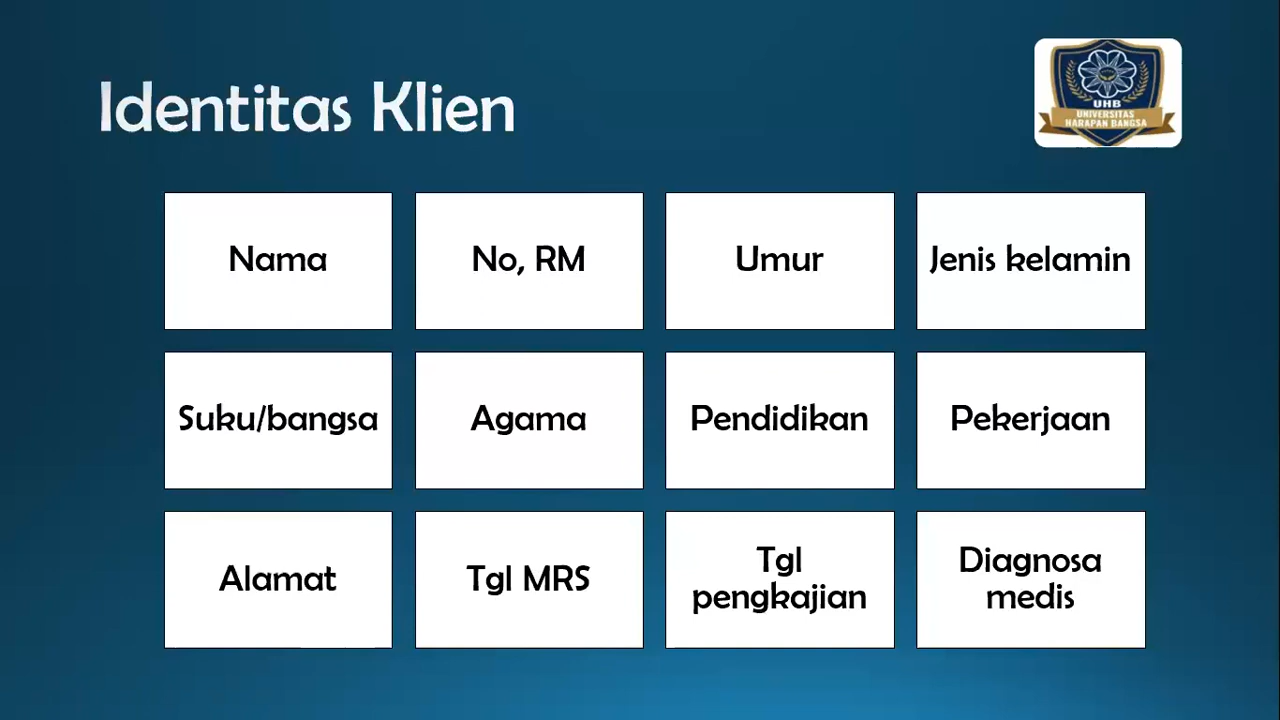 Identitas Klien
UHB
UNIVERSITAS
HARAPAN BANGSA
Nama
No, RM
Umur
Jenis kelamin
Suku/bangsa
Agama
Pendidikan
Pekerjaan
Alamat
Tgl MRS
Tgl
pengkajian
Diagnosa
medis